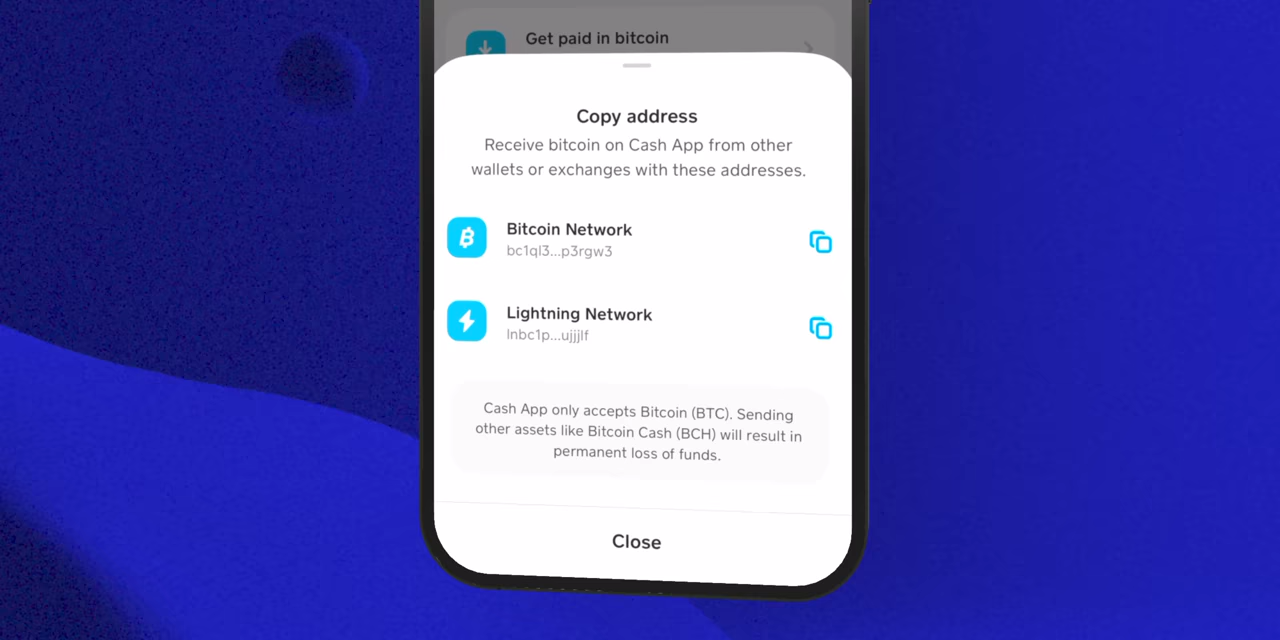 Get paid in bitcoin
Copy address
Receive bitcoin on Cash App from other
wallets or exchanges with these addresses.
Bitcoin Network
bc1ql3...p3rgw3
Lightning Network
lnbc1p...ujjjlf
Cash App only accepts Bitcoin (BTC). Sending
other assets like Bitcoin Cash (BCH) will result in
permanent loss of funds.
Close